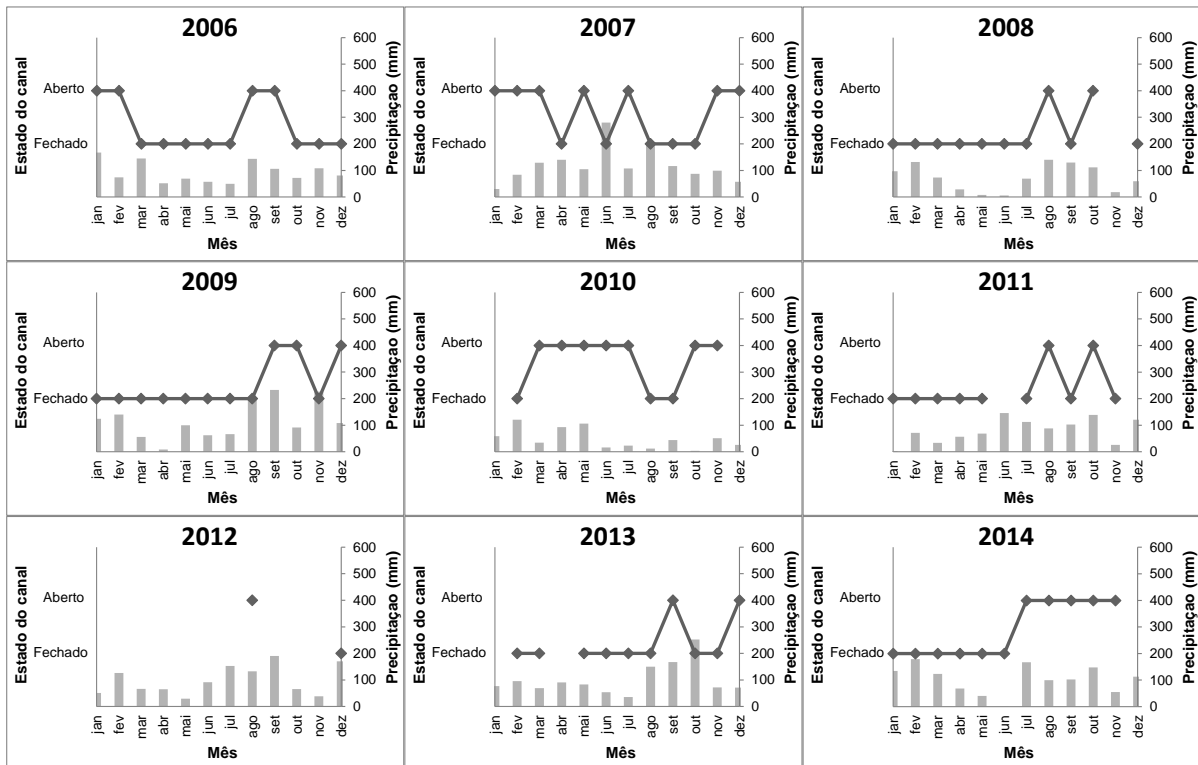 2006
Estado do canal
Aberto
Fechado
600
500
400
300
200
100
0
Precipitaçao (mm)
jan fev mar abr mai jun jul ago set out nov dez
Mês
2007
Estado do canal
Aberto
Fechado
600
500
400
300
200
100
0
Precipitaçao (mm)
jan fev mar abr mai jun jul ago set out nov dez
Mês
2008
Estado do canal
Aberto
Fechado
600
500
400
300
200
100
0
Precipitaçao (mm)
jan fev mar abr mai jun jul ago set out nov dez
Mês
2009
Estado do canal
Aberto
Fechado
600
500
400
300
200
100
0
Precipitaçao (mm)
jan fev mar abr mai jun jul ago set out nov dez
Mês
2010
Estado do canal
Aberto
Fechado
600
500
400
300
200
100
0
Precipitaçao (mm)
jan fev mar abr mai jun jul ago set out nov dez
Mês
2011
Estado do canal
Aberto
Fechado
600
500
400
300
200
100
0
Precipitaçao (mm)
jan fev mar abr mai jun jul ago set out nov dez
Mês
2012
Estado do canal
Aberto
Fechado
600
500
400
300
200
100
0
Precipitaçao (mm)
jan fev mar abr mai jun jul ago set out nov dez
Mês
2013
Estado do canal
Aberto
Fechado
600
500
400
300
200
100
0
Precipitaçao (mm)
jan fev mar abr mai jun jul ago set out nov dez
Mês
2014
Estado do canal
Aberto
Fechado
600
500
400
300
200
100
0
Precipitaçao (mm)
jan fev mar abr mai jun jul ago set out nov dez
Mês